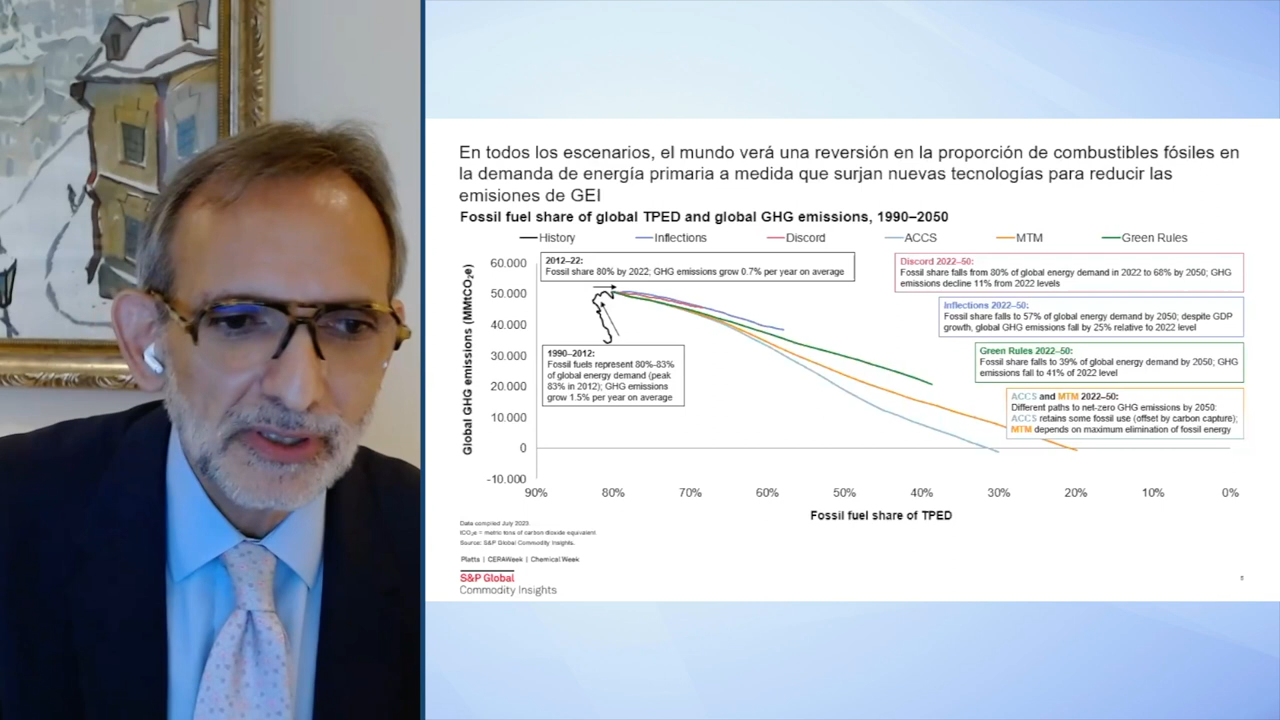 En todos los escenarios, el mundo verá una reversión en la proporción de combustibles fósiles en
la demanda de energía primaria a medida que surjan nuevas tecnologías para reducir las
emisiones de GEI
Fossil fuel share of global TPED and global GHG emissions, 1990–2050
History Inflections Discord ACCS MTM Green Rules
Global GHG emissions (MMtCO2e)
60.000
50.000
40.000
30.000
20.000
10.000
0
-10.000
2012–22:
Fossil share 80% by 2022; GHG emissions grow 0.7% per year on average
1990–2012:
Fossil fuels represent 80%-83%
of global energy demand (peak
83% in 2012); GHG emissions
grow 1.5% per year on average
Discord 2022–50:
Fossil share falls from 80% of global energy demand in 2022 to 68% by 2050; GHG
emissions decline 11% from 2022 levels
Inflections 2022–50:
Fossil share falls to 57% of global energy demand by 2050; despite GDP
growth, global GHG emissions fall by 25% relative to 2022 level
Green Rules 2022–50:
Fossil share falls to 39% of global energy demand by 2050; GHG
emissions fall to 41% of 2022 level
ACCS and MTM 2022–50:
Different paths to net-zero GHG emissions by 2050:
ACCS retains some fossil use (offset by carbon capture);
MTM depends on maximum elimination of fossil energy
90% 80% 70% 60% 50% 40% 30% 20% 10% 0%
Fossil fuel share of TPED
Data compiled July 2023.
tCO2e = metric tons of carbon dioxide equivalent.
Source: S&P Global Commodity Insights.
Platts | CERAWeek | Chemical Week
S&P Global
Commodity Insights